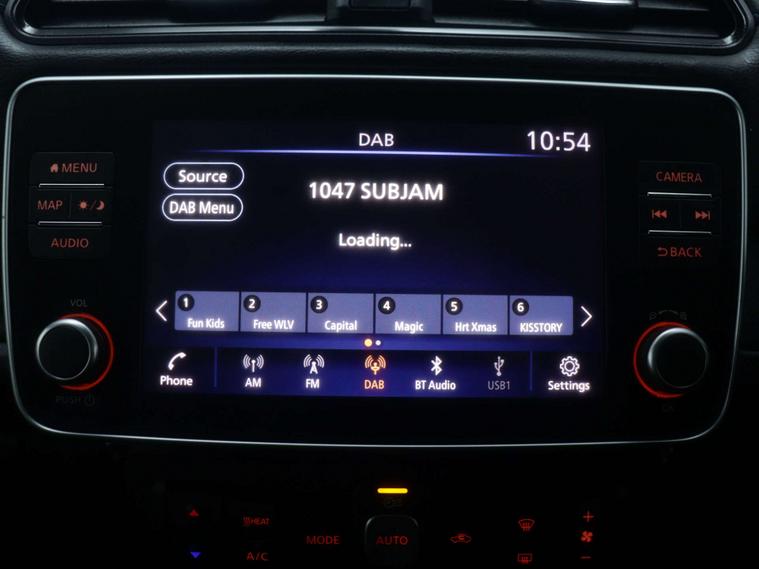 DAB 10:54
Source
1047 SUBJAM
DAB Menu
Loading...
1 2 3 4 5 6
Fun Kids Free WLV Capital Magic Hrt Xmas KISSTORY
Phone AM FM DAB BT Audio USB1 Settings
MENU
MAP
AUDIO
VOL
PUSH
CAMERA
BACK
OK
HEAT
A/C
MODE
AUTO
+
−